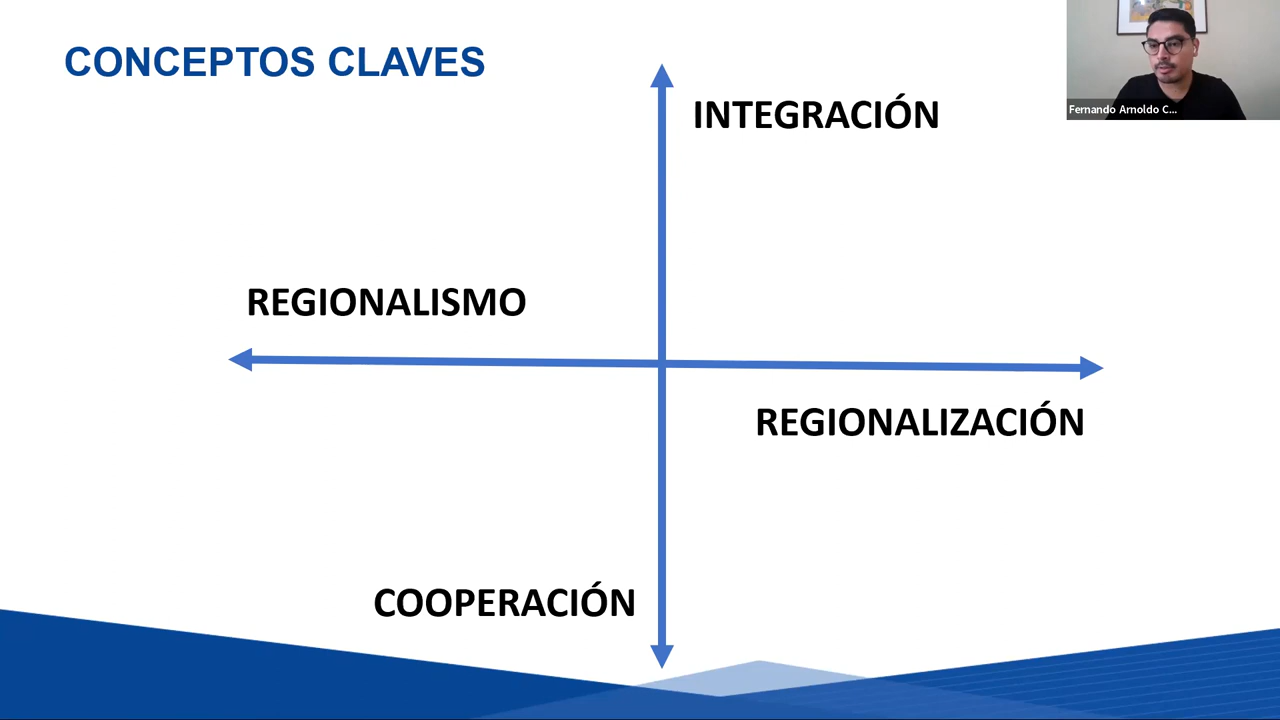 CONCEPTOS CLAVES
Fernando Arnoldo C...
INTEGRACIÓN
REGIONALISMO
REGIONALIZACIÓN
COOPERACIÓN